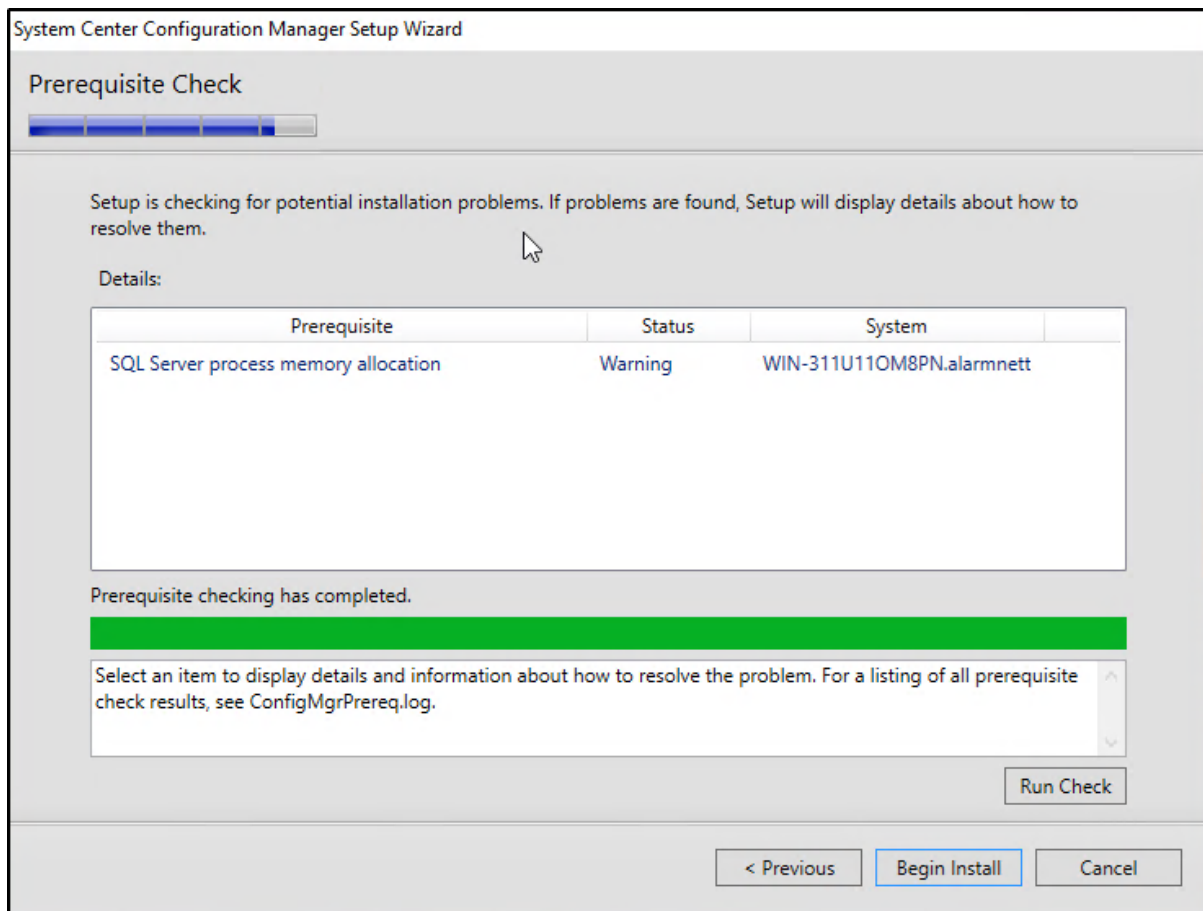 System Center Configuration Manager Setup Wizard
Prerequisite Check
Setup is checking for potential installation problems. If problems are found, Setup will display details about how to
resolve them.
Details:
Prerequisite Status System
SQL Server process memory allocation Warning WIN-311U11OM8PN.alarmnett
Prerequisite checking has completed.
Select an item to display details and information about how to resolve the problem. For a listing of all prerequisite
check results, see ConfigMgrPrereq.log.
Run Check
< Previous Begin Install Cancel